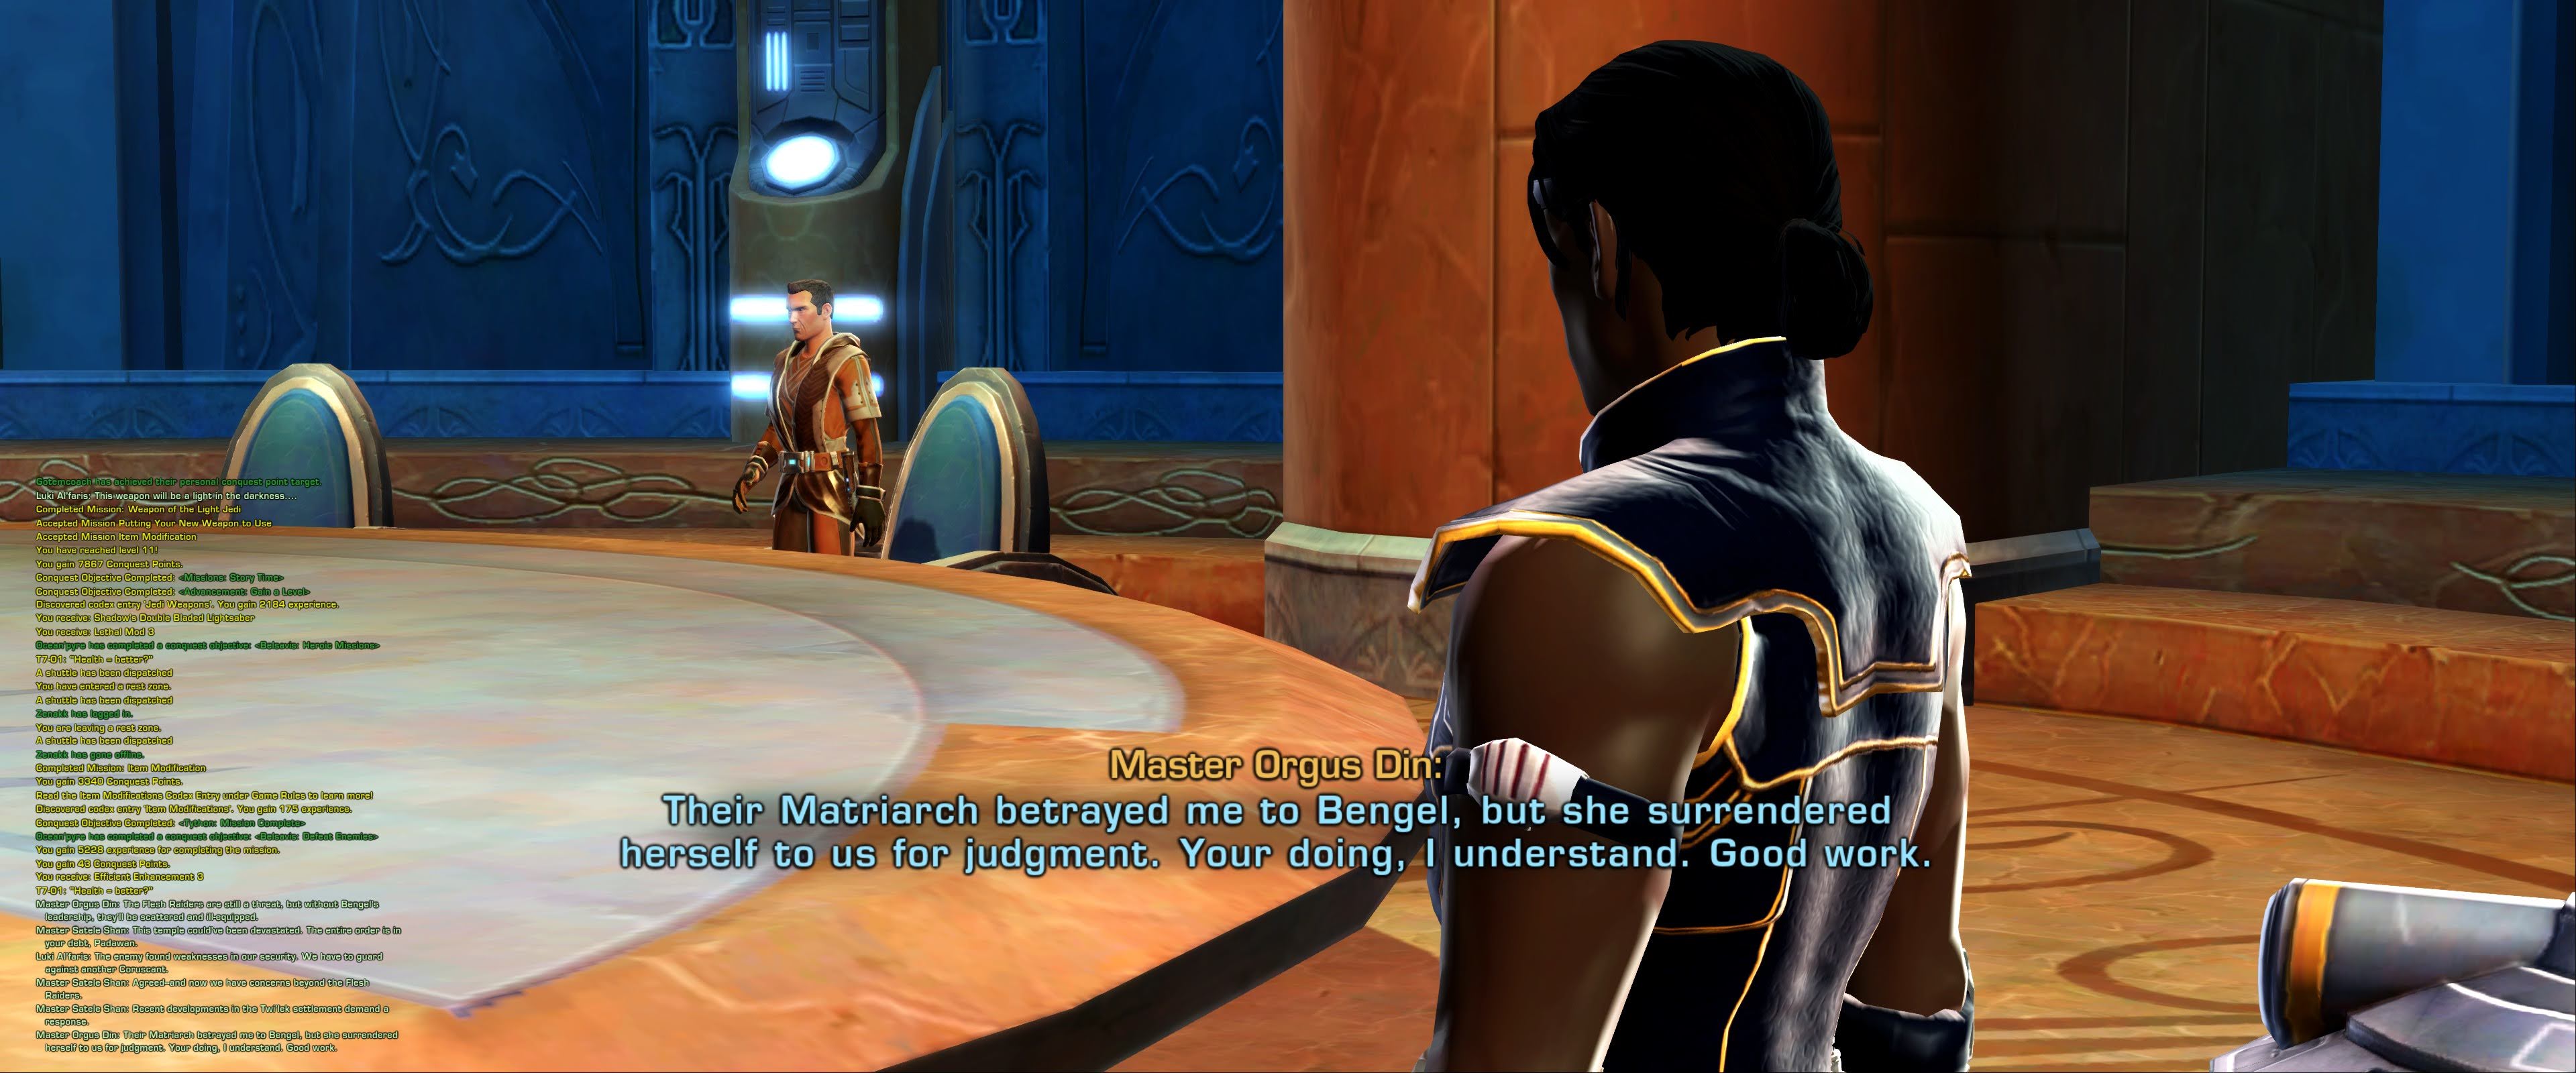 Gotemcoach has achieved their personal conquest point target.
Luki Al'faris: This weapon will be a light in the darkness....
Completed Mission: Weapon of the Light Jedi
Accepted Mission Putting Your New Weapon to Use
Accepted Mission Item Modification
You have reached level 11!
You gain 7867 Conquest Points.
Conquest Objective Completed: <Missions: Story Time>
Conquest Objective Completed: <Advancement: Gain a Level>
Discovered codex entry 'Jedi Weapons'. You gain 2184 experience.
You receive: Shadow's Double Bladed Lightsaber
You receive: Lethal Mod 3
Ocean'pyre has completed a conquest objective: <Belsavis: Heroic Missions>
T7-01: "Health = better?"
A shuttle has been dispatched
You have entered a rest zone.
A shuttle has been dispatched
Zenakk has logged in.
You are leaving a rest zone.
A shuttle has been dispatched
Zenakk has gone offline.
Completed Mission: Item Modification
You gain 3340 Conquest Points.
Read the Item Modifications Codex Entry under Game Rules to learn more!
Discovered codex entry 'Item Modifications'. You gain 175 experience.
Conquest Objective Completed: <Tython: Mission Complete>
Ocean'pyre has completed a conquest objective: <Belsavis: Defeat Enemies>
You gain 5228 experience for completing the mission.
You gain 43 Conquest Points.
You receive: Efficient Enhancement 3
T7-01: "Health = better?"
Master Orgus Din: The Flesh Raiders are still a threat, but without Bengel's
leadership, they'll be scattered and ill-equipped.
Master Satele Shan: This temple could've been devastated. The entire order is in
your debt, Padawan.
Luki Al'faris: The enemy found weaknesses in our security. We have to guard
against another Coruscant.
Master Satele Shan: Agreed–and now we have concerns beyond the Flesh
Raiders.
Master Satele Shan: Recent developments in the Twi'lek settlement demand a
response.
Master Orgus Din: Their Matriarch betrayed me to Bengel, but she surrendered
herself to us for judgment. Your doing, I understand. Good work.
Master Orgus Din:
Their Matriarch betrayed me to Bengel, but she surrendered
herself to us for judgment. Your doing, I understand. Good work.